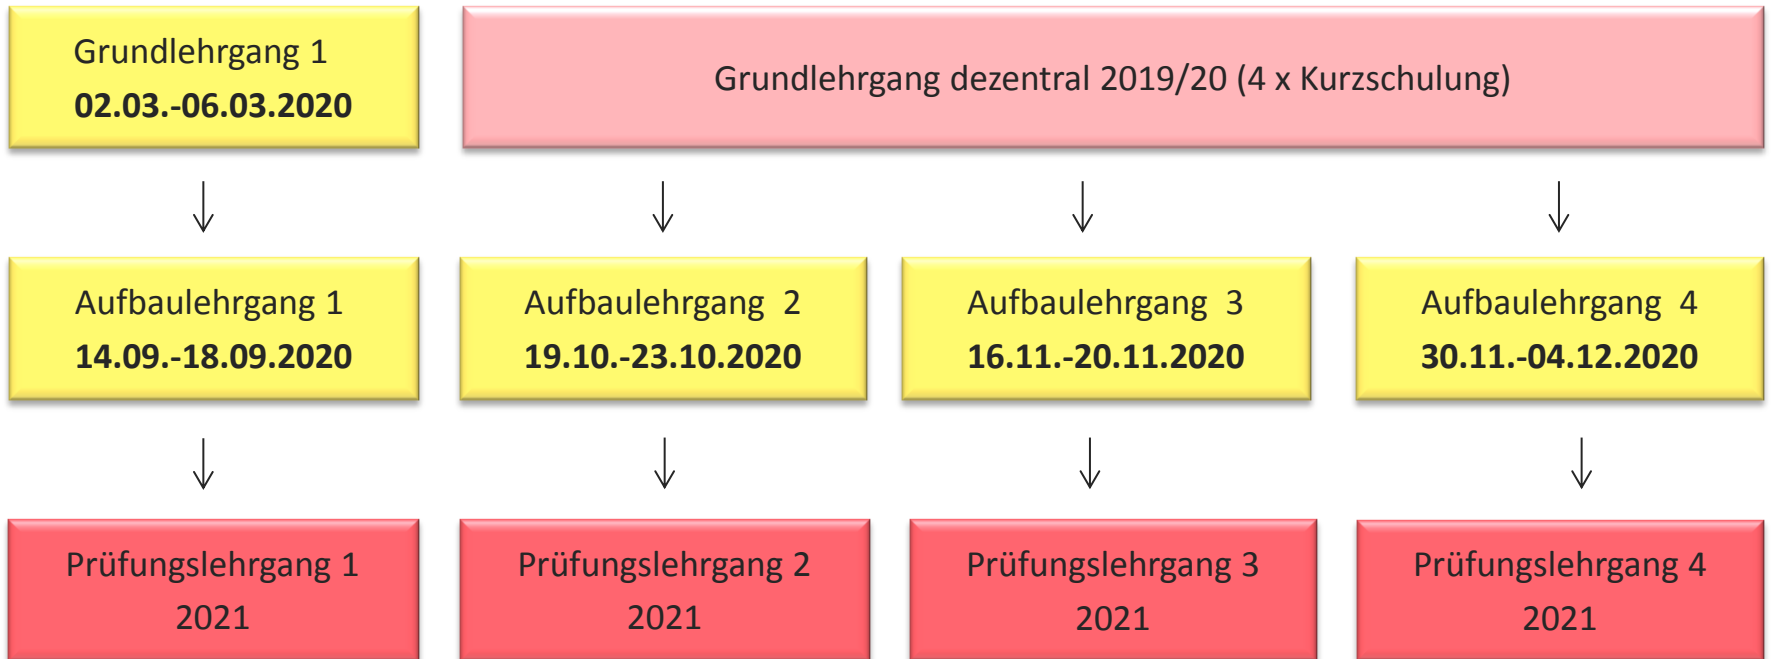 Grundlehrgang 1
02.03.-06.03.2020
Grundlehrgang dezentral 2019/20 (4 x Kurzschulung)
Aufbaulehrgang 1
14.09.-18.09.2020
Aufbaulehrgang 2
19.10.-23.10.2020
Aufbaulehrgang 3
16.11.-20.11.2020
Aufbaulehrgang 4
30.11.-04.12.2020
Prüfungslehrgang 1
2021
Prüfungslehrgang 2
2021
Prüfungslehrgang 3
2021
Prüfungslehrgang 4
2021